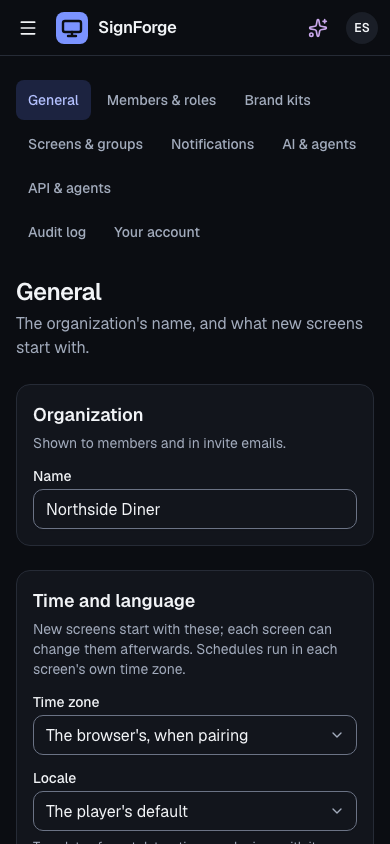 SignForge
ES
General Members & roles Brand kits
Screens & groups Notifications AI & agents
API & agents
Audit log Your account
General
The organization's name, and what new screens
start with.
Organization
Shown to members and in invite emails.
Name
Northside Diner
Time and language
New screens start with these; each screen can
change them afterwards. Schedules run in each
screen's own time zone.
Time zone
The browser's, when pairing
Locale
The player's default